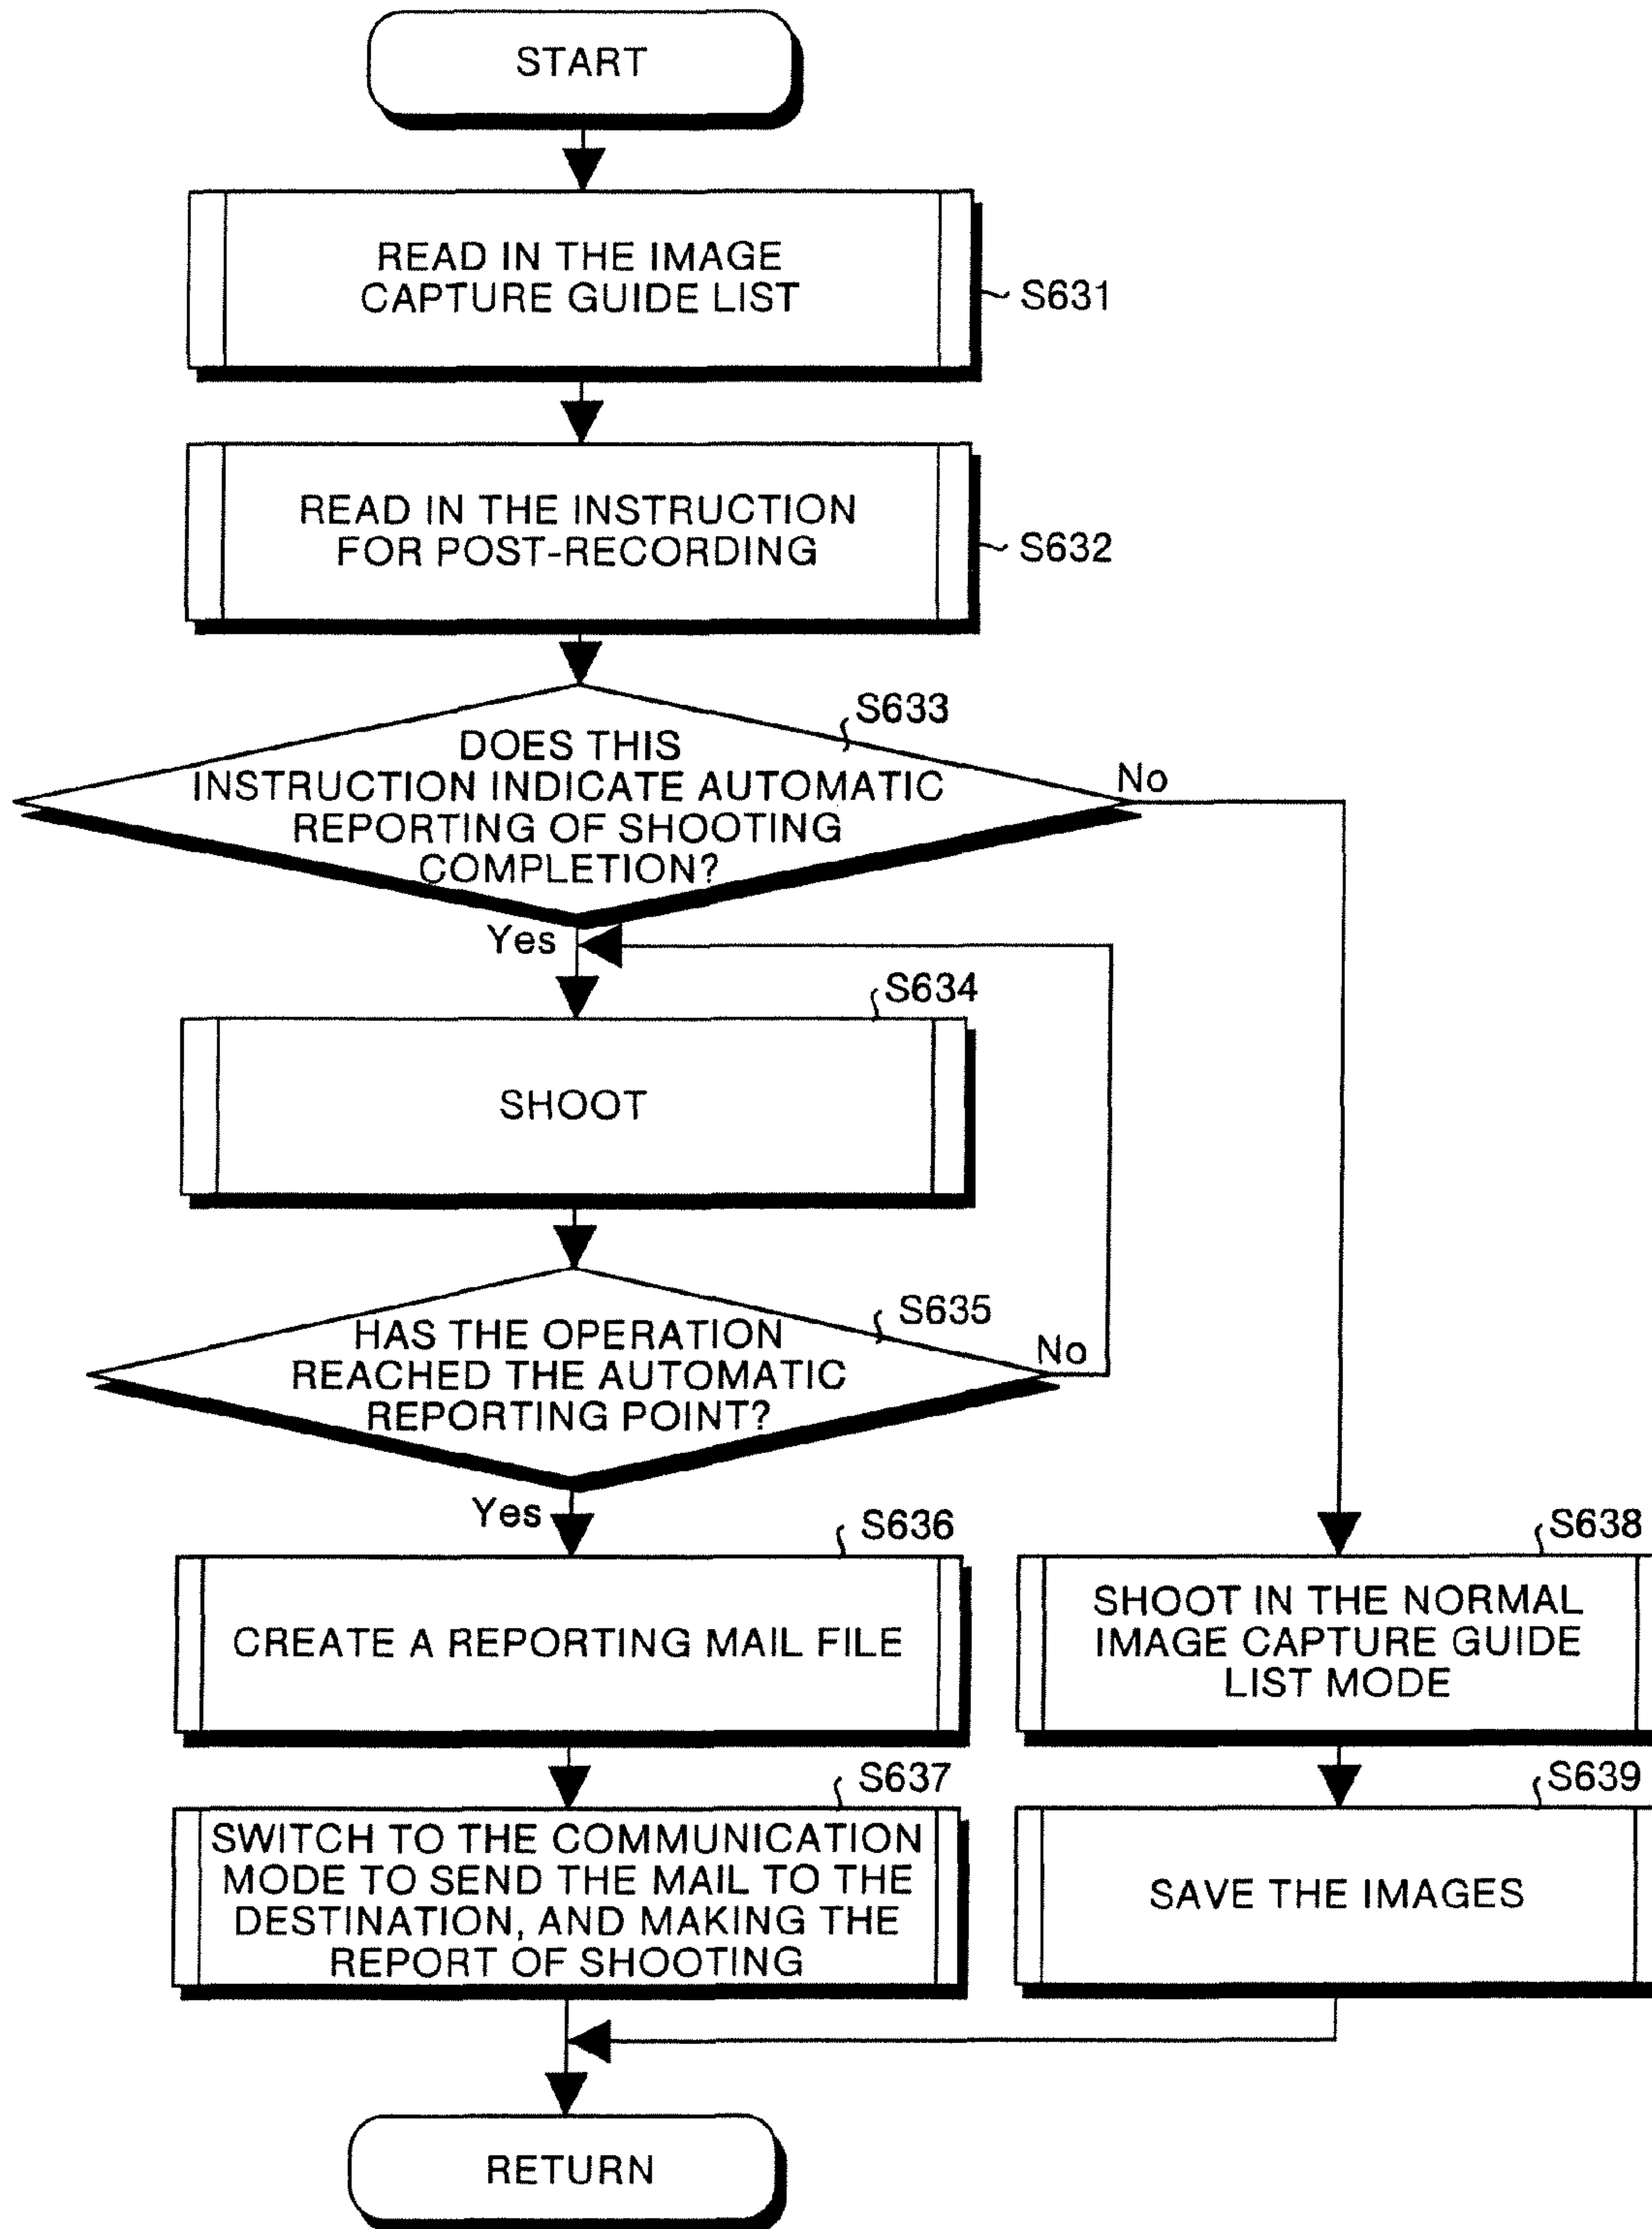 START
READ IN THE IMAGE
CAPTURE GUIDE LIST
S631
READ IN THE INSTRUCTION
FOR POST-RECORDING
S632
S633
DOES THIS
INSTRUCTION INDICATE AUTOMATIC
REPORTING OF SHOOTING
COMPLETION?
No
Yes
S634
SHOOT
S635
HAS THE OPERATION
REACHED THE AUTOMATIC
REPORTING POINT?
No
Yes
S636
CREATE A REPORTING MAIL FILE
S638
SHOOT IN THE NORMAL
IMAGE CAPTURE GUIDE
LIST MODE
S637
SWITCH TO THE COMMUNICATION
MODE TO SEND THE MAIL TO THE
DESTINATION, AND MAKING THE
REPORT OF SHOOTING
S639
SAVE THE IMAGES
RETURN